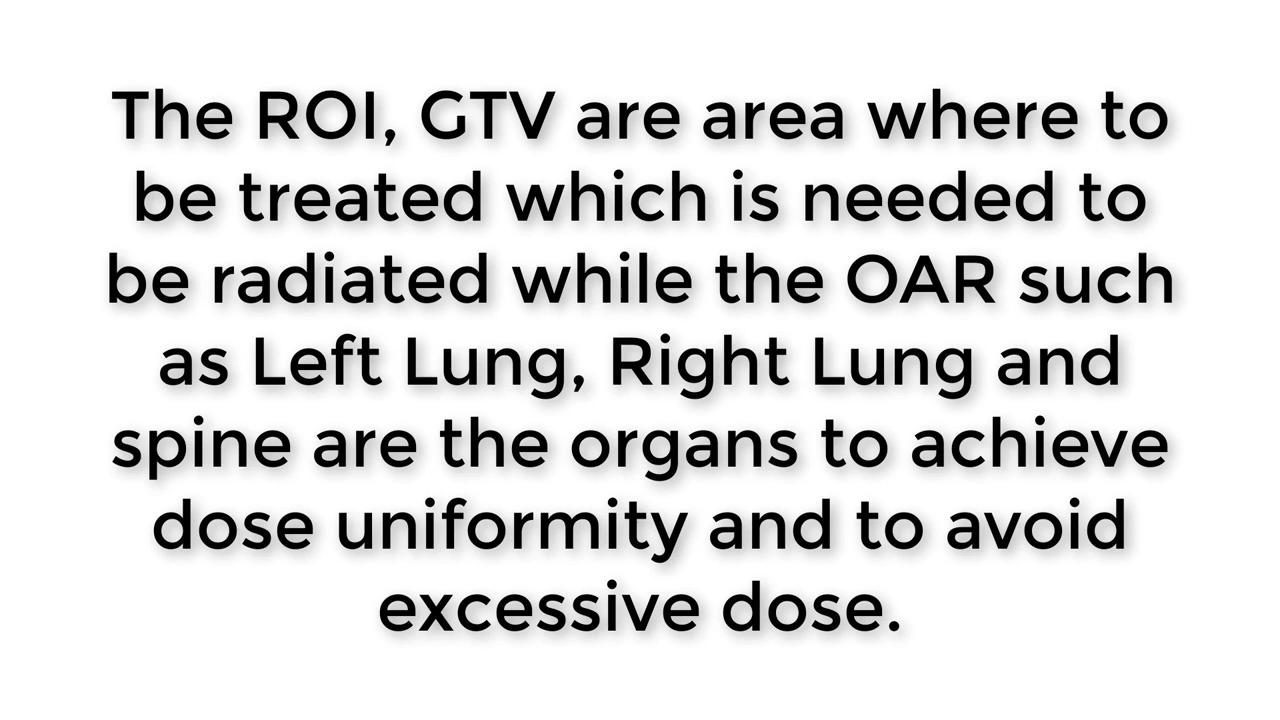 The ROI, GTV are area where to
be treated which is needed to
be radiated while the OAR such
as Left Lung, Right Lung and
spine are the organs to achieve
dose uniformity and to avoid
excessive dose.